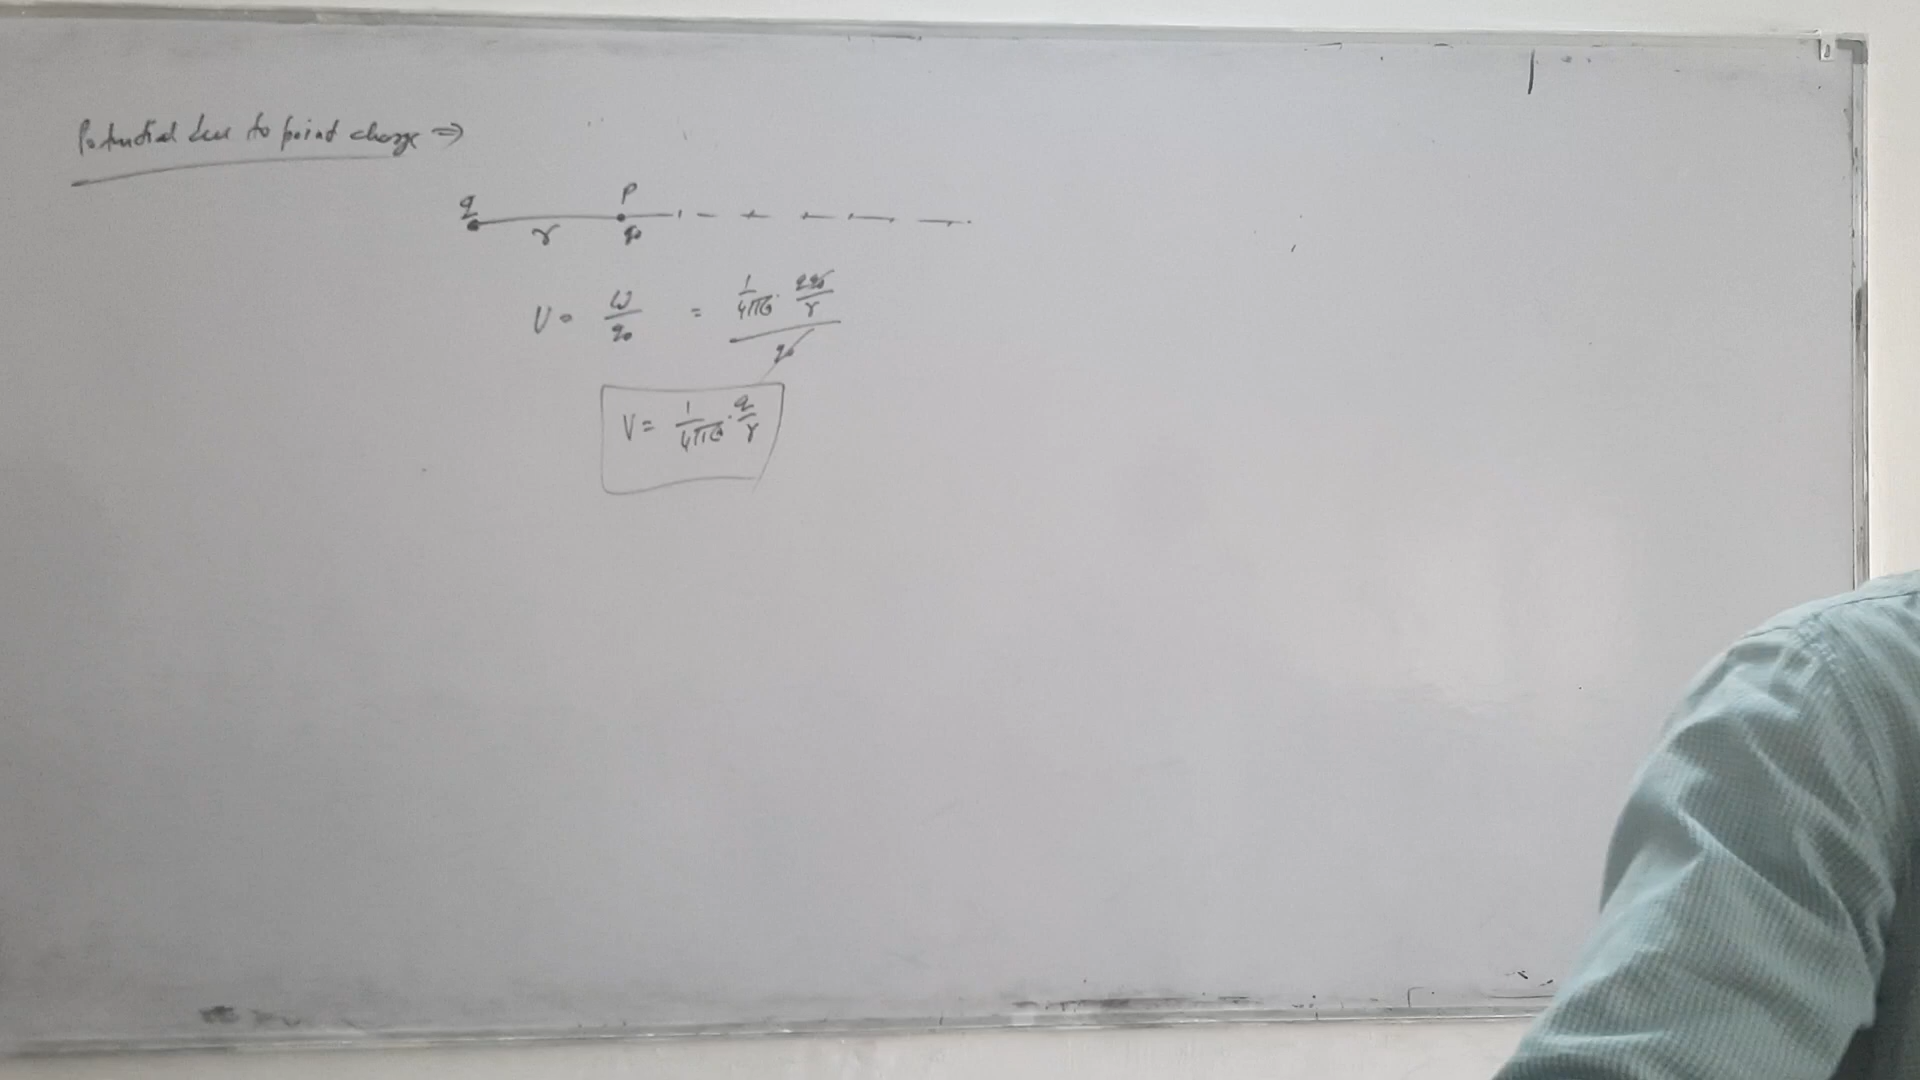 Potential due to point charge ⇒
q P
r q₀
V = W/q₀ = (1/4πε₀ · qq₀/r)/q₀
V = 1/4πε₀ · q/r